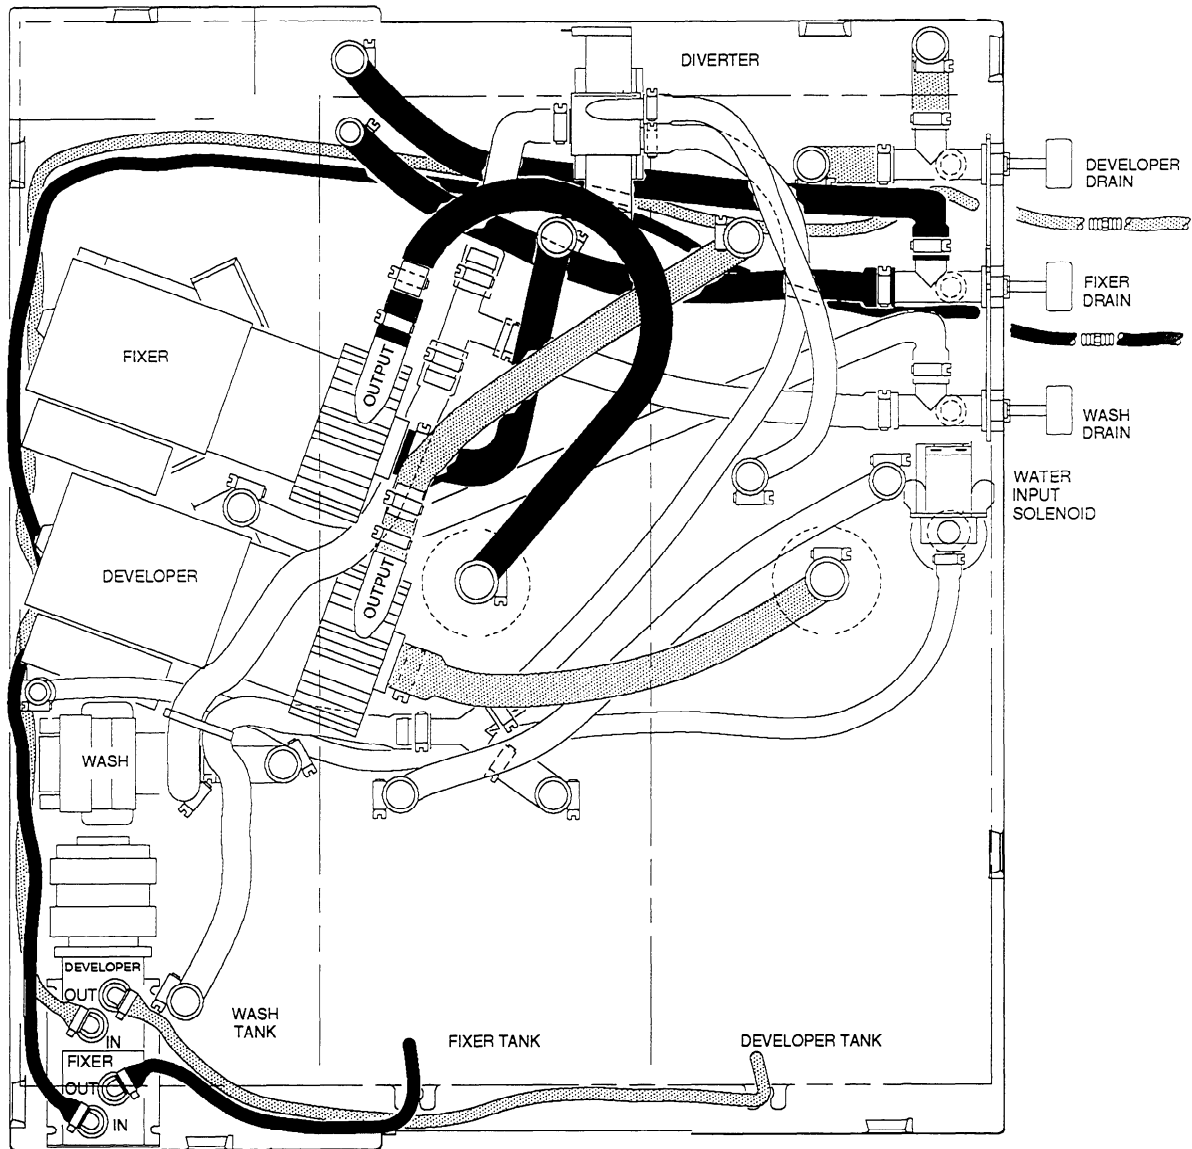 DIVERTER
DEVELOPER
DRAIN
FIXER
DRAIN
FIXER
OUTPUT
WASH
DRAIN
WATER
INPUT
SOLENOID
DEVELOPER
OUTPUT
WASH
DEVELOPER
OUT
IN
WASH
TANK
FIXER TANK
DEVELOPER TANK
FIXER
OUT
IN